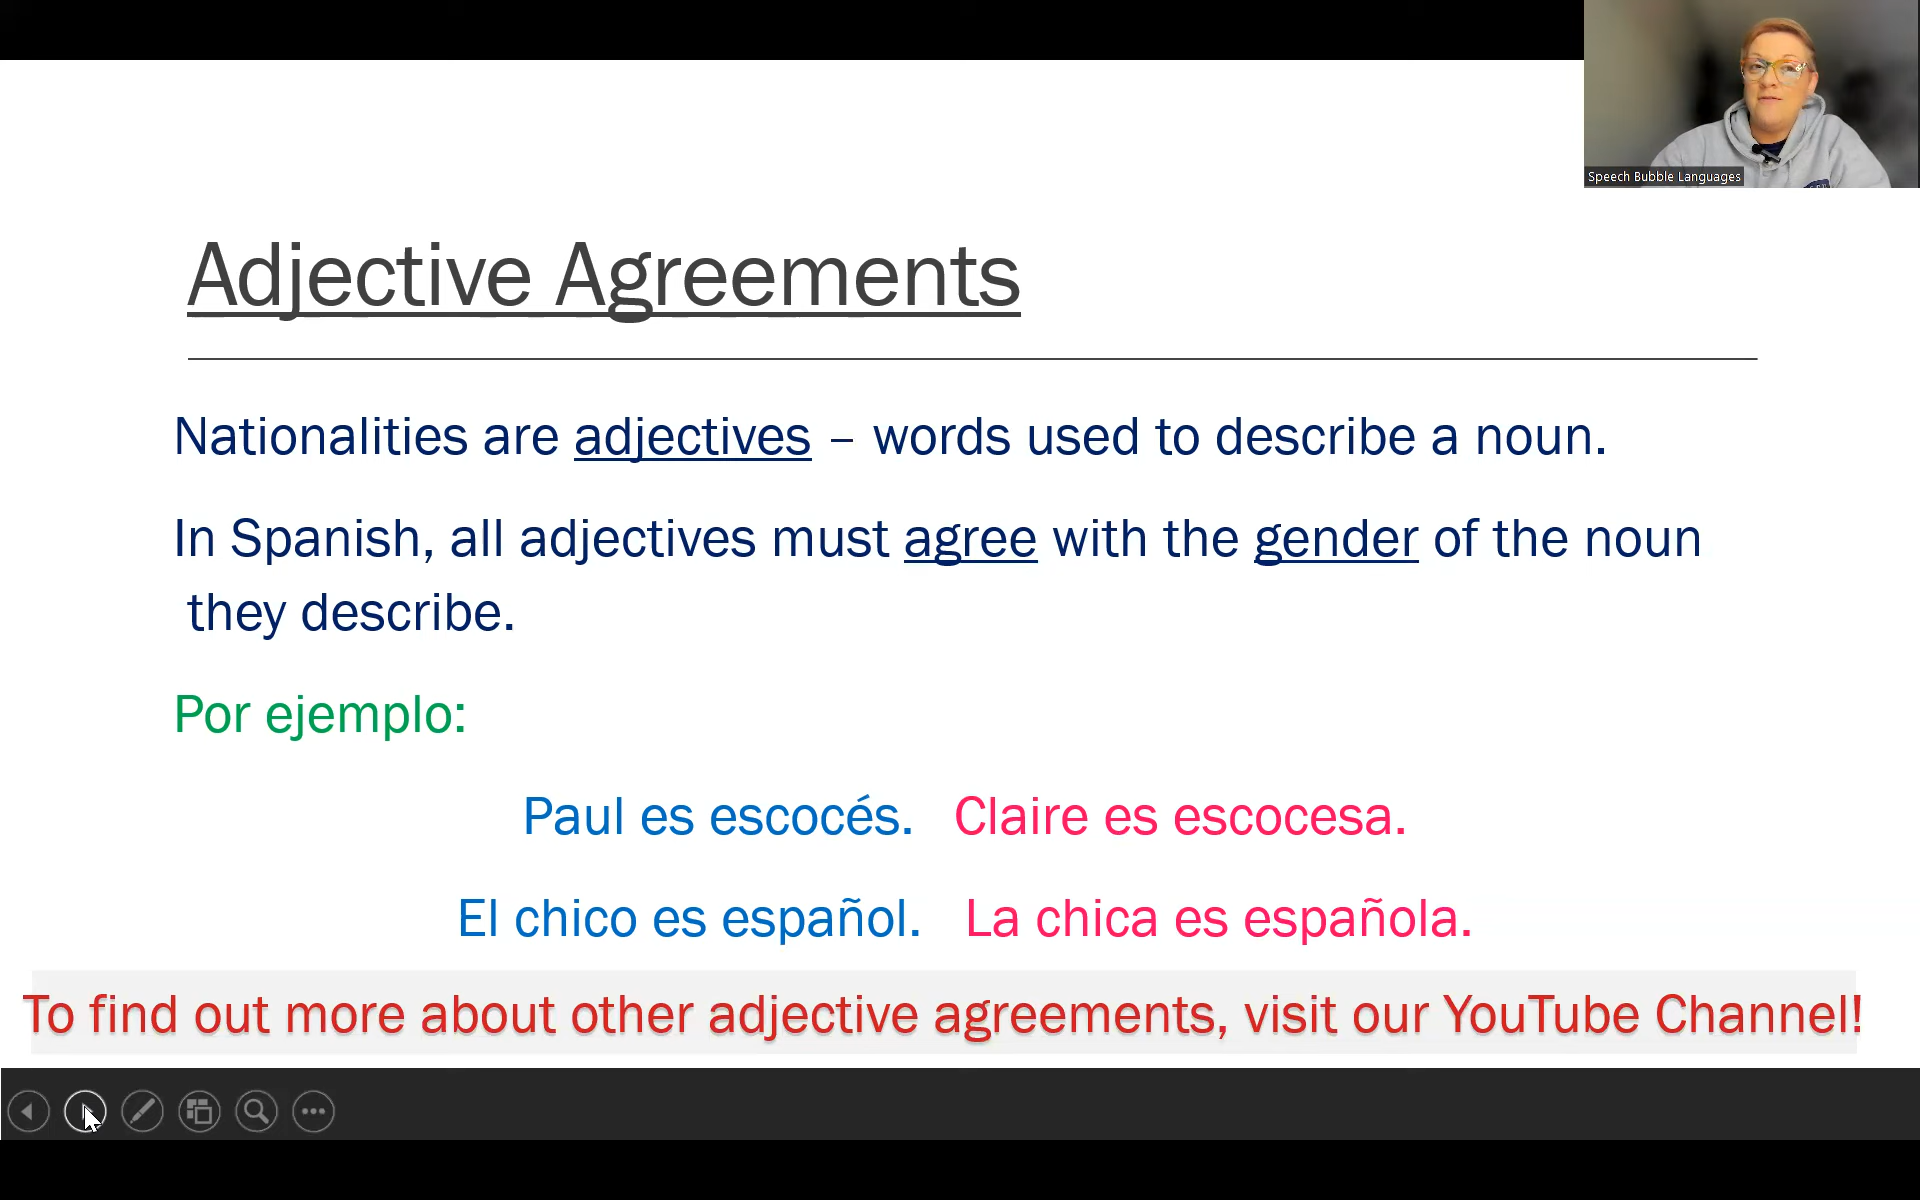 Speech Bubble Languages
Adjective Agreements
Nationalities are adjectives – words used to describe a noun.
In Spanish, all adjectives must agree with the gender of the noun
they describe.
Por ejemplo:
Paul es escocés. Claire es escocesa.
El chico es español. La chica es española.
To find out more about other adjective agreements, visit our YouTube Channel!